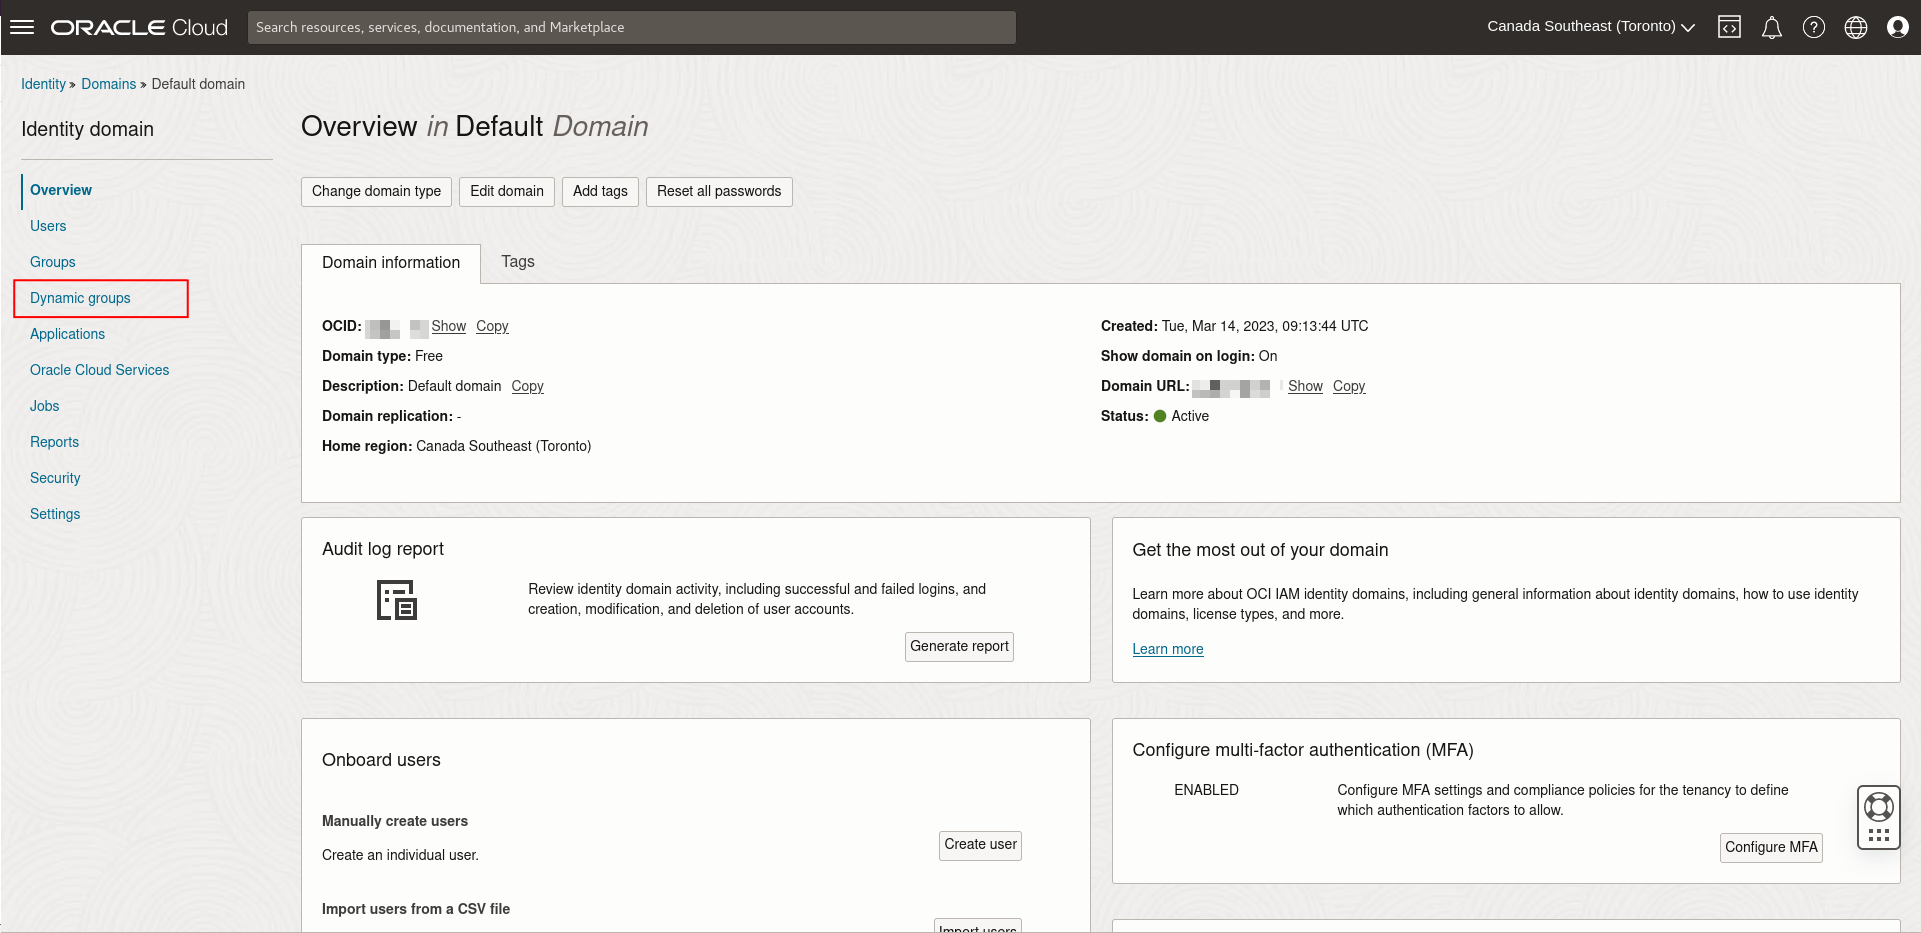 ORACLE Cloud
Search resources, services, documentation, and Marketplace
Canada Southeast (Toronto)
Identity » Domains » Default domain
Identity domain
Overview
Users
Groups
Dynamic groups
Applications
Oracle Cloud Services
Jobs
Reports
Security
Settings
Overview in Default Domain
Change domain type
Edit domain
Add tags
Reset all passwords
Domain information
Tags
OCID: Show Copy
Domain type: Free
Description: Default domain Copy
Domain replication: -
Home region: Canada Southeast (Toronto)
Created: Tue, Mar 14, 2023, 09:13:44 UTC
Show domain on login: On
Domain URL: Show Copy
Status: Active
Audit log report
Review identity domain activity, including successful and failed logins, and
creation, modification, and deletion of user accounts.
Generate report
Get the most out of your domain
Learn more about OCI IAM identity domains, including general information about identity domains, how to use identity
domains, license types, and more.
Learn more
Onboard users
Manually create users
Create an individual user.
Create user
Import users from a CSV file
Import users
Configure multi-factor authentication (MFA)
ENABLED
Configure MFA settings and compliance policies for the tenancy to define
which authentication factors to allow.
Configure MFA